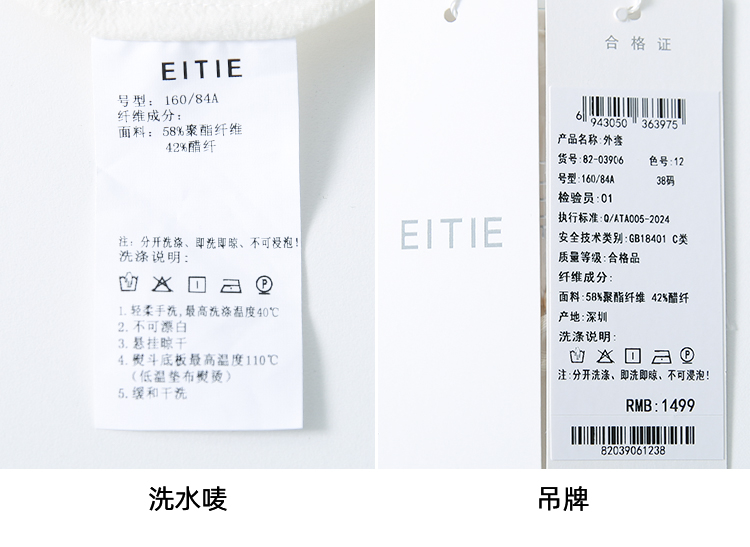 EITIE
号型: 160/84A
纤维成分:
面料: 58%聚酯纤维
42%醋纤
注: 分开洗涤、即洗即晾、不可浸泡!
洗涤说明:
1.轻柔手洗,最高洗涤温度40℃
2.不可漂白
3.悬挂晾干
4.熨斗底板最高温度110℃
(低温垫布熨烫)
5.缓和干洗
EITIE
合格证
6 943050 363975
产品名称:外套
货号:82-03906 色号:12
号型:160/84A 38码
检验员:01
执行标准:Q/ATA005-2024
安全技术类别:GB18401 C类
质量等级:合格品
纤维成分:
面料:58%聚酯纤维 42%醋纤
产地:深圳
洗涤说明:
注:分开洗涤、即洗即晾、不可浸泡!
RMB:1499
82039061238
洗水唛
吊牌